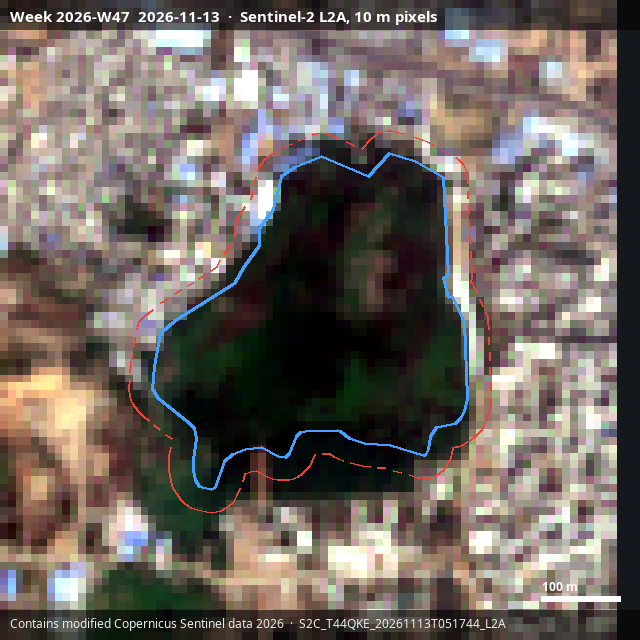 Week 2026-W47  2026-11-13  ·  Sentinel-2 L2A, 10 m pixels
100 m
Contains modified Copernicus Sentinel data 2026  ·  S2C_T44QKE_20261113T051744_L2A